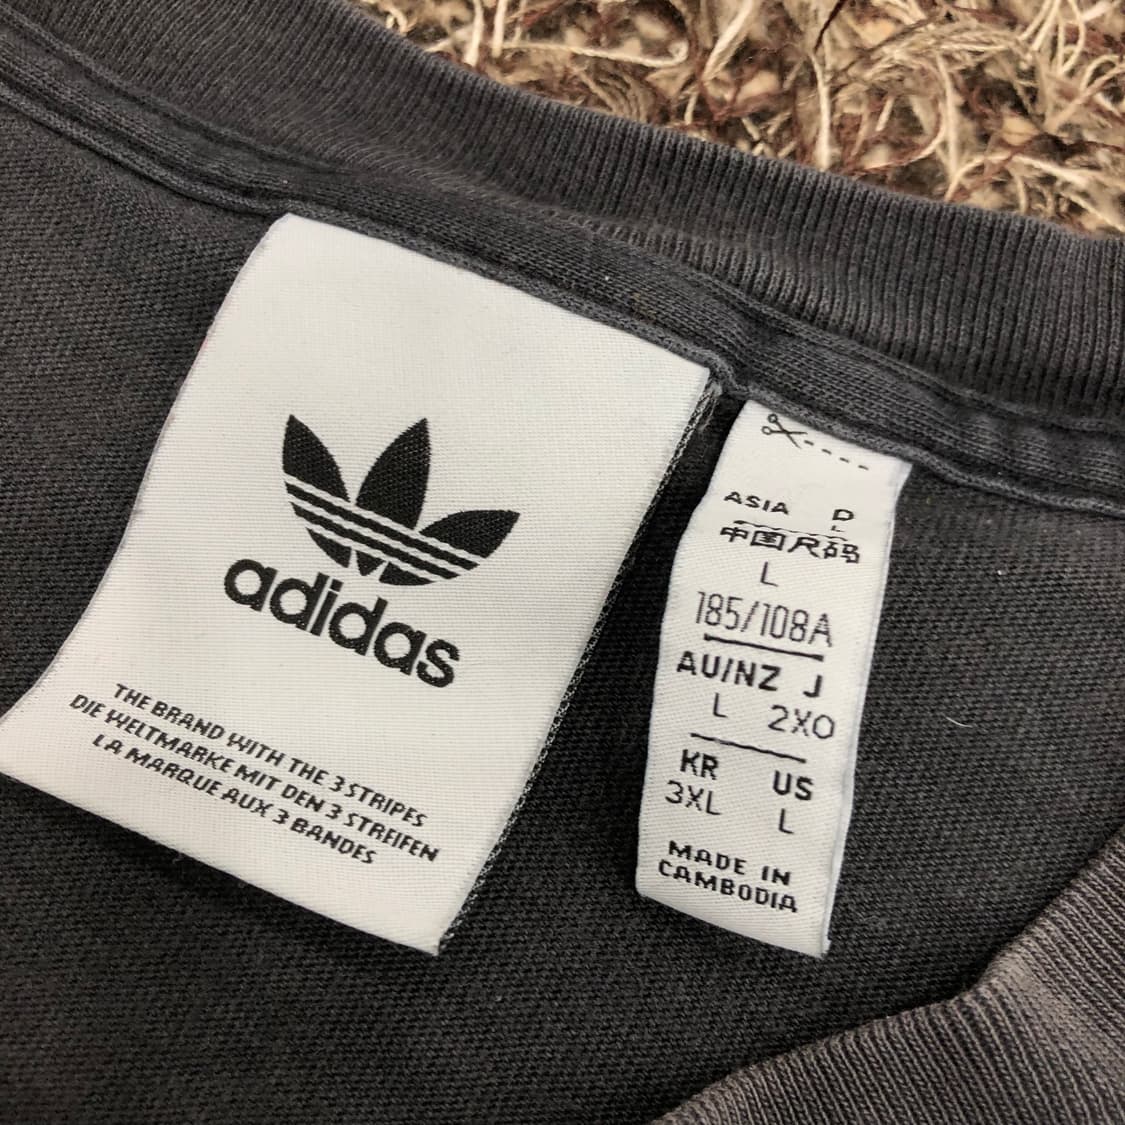 adidas
THE BRAND WITH THE 3 STRIPES
DIE WELTMARKE MIT DEN 3 STREIFEN
LA MARQUE AUX 3 BANDES
ASIA P
L
中国尺码
L
185/108A
AU/NZ J
L 2XO
KR US
3XL L
MADE IN
CAMBODIA